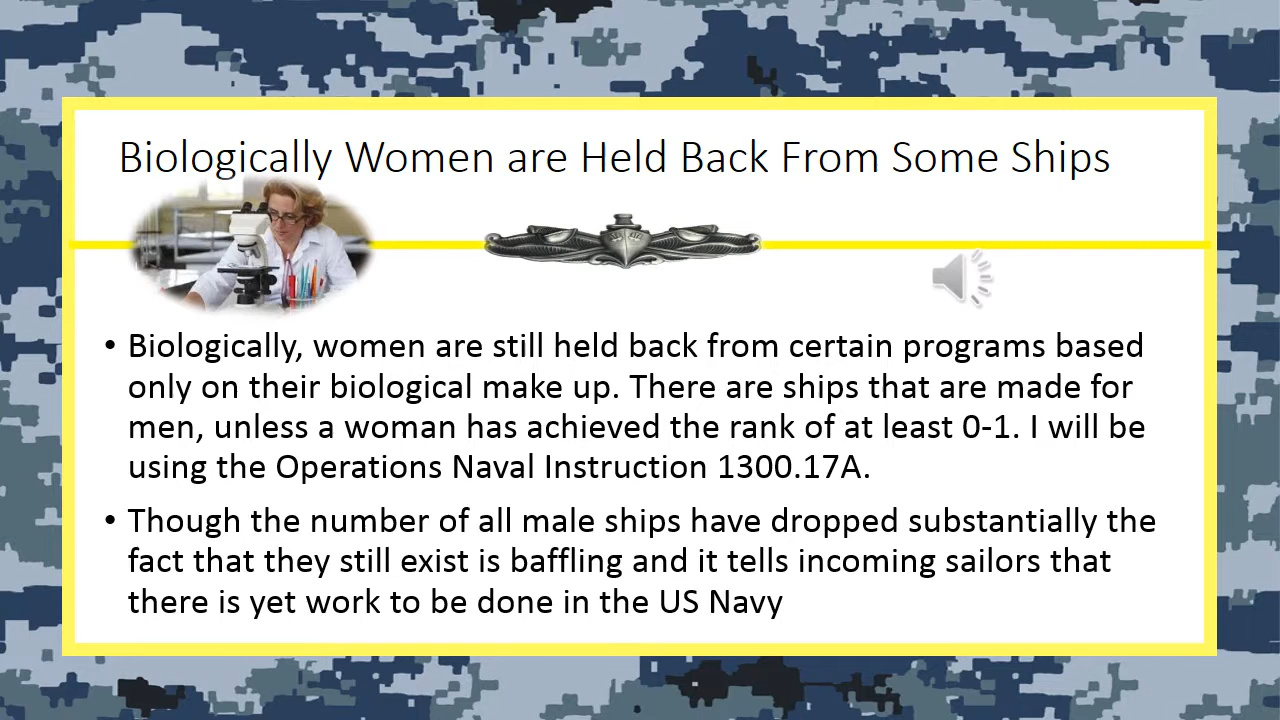 Biologically Women are Held Back From Some Ships
• Biologically, women are still held back from certain programs based
only on their biological make up. There are ships that are made for
men, unless a woman has achieved the rank of at least 0-1. I will be
using the Operations Naval Instruction 1300.17A.
• Though the number of all male ships have dropped substantially the
fact that they still exist is baffling and it tells incoming sailors that
there is yet work to be done in the US Navy